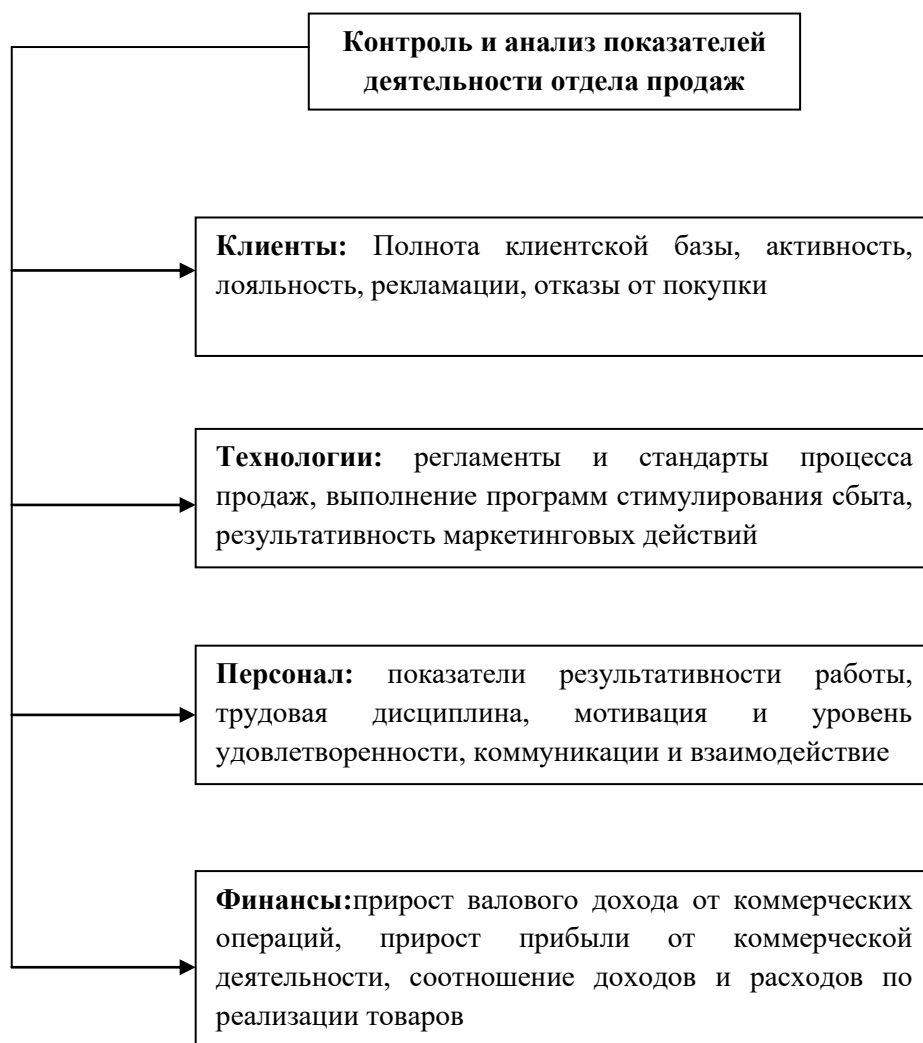 Контроль и анализ показателей
деятельности отдела продаж
Клиенты: Полнота клиентской базы, активность,
лояльность, рекламации, отказы от покупки
Технологии: регламенты и стандарты процесса
продаж, выполнение программ стимулирования сбыта,
результативность маркетинговых действий
Персонал: показатели результативности работы,
трудовая дисциплина, мотивация и уровень
удовлетворенности, коммуникации и взаимодействие
Финансы:прирост валового дохода от коммерческих
операций, прирост прибыли от коммерческой
деятельности, соотношение доходов и расходов по
реализации товаров